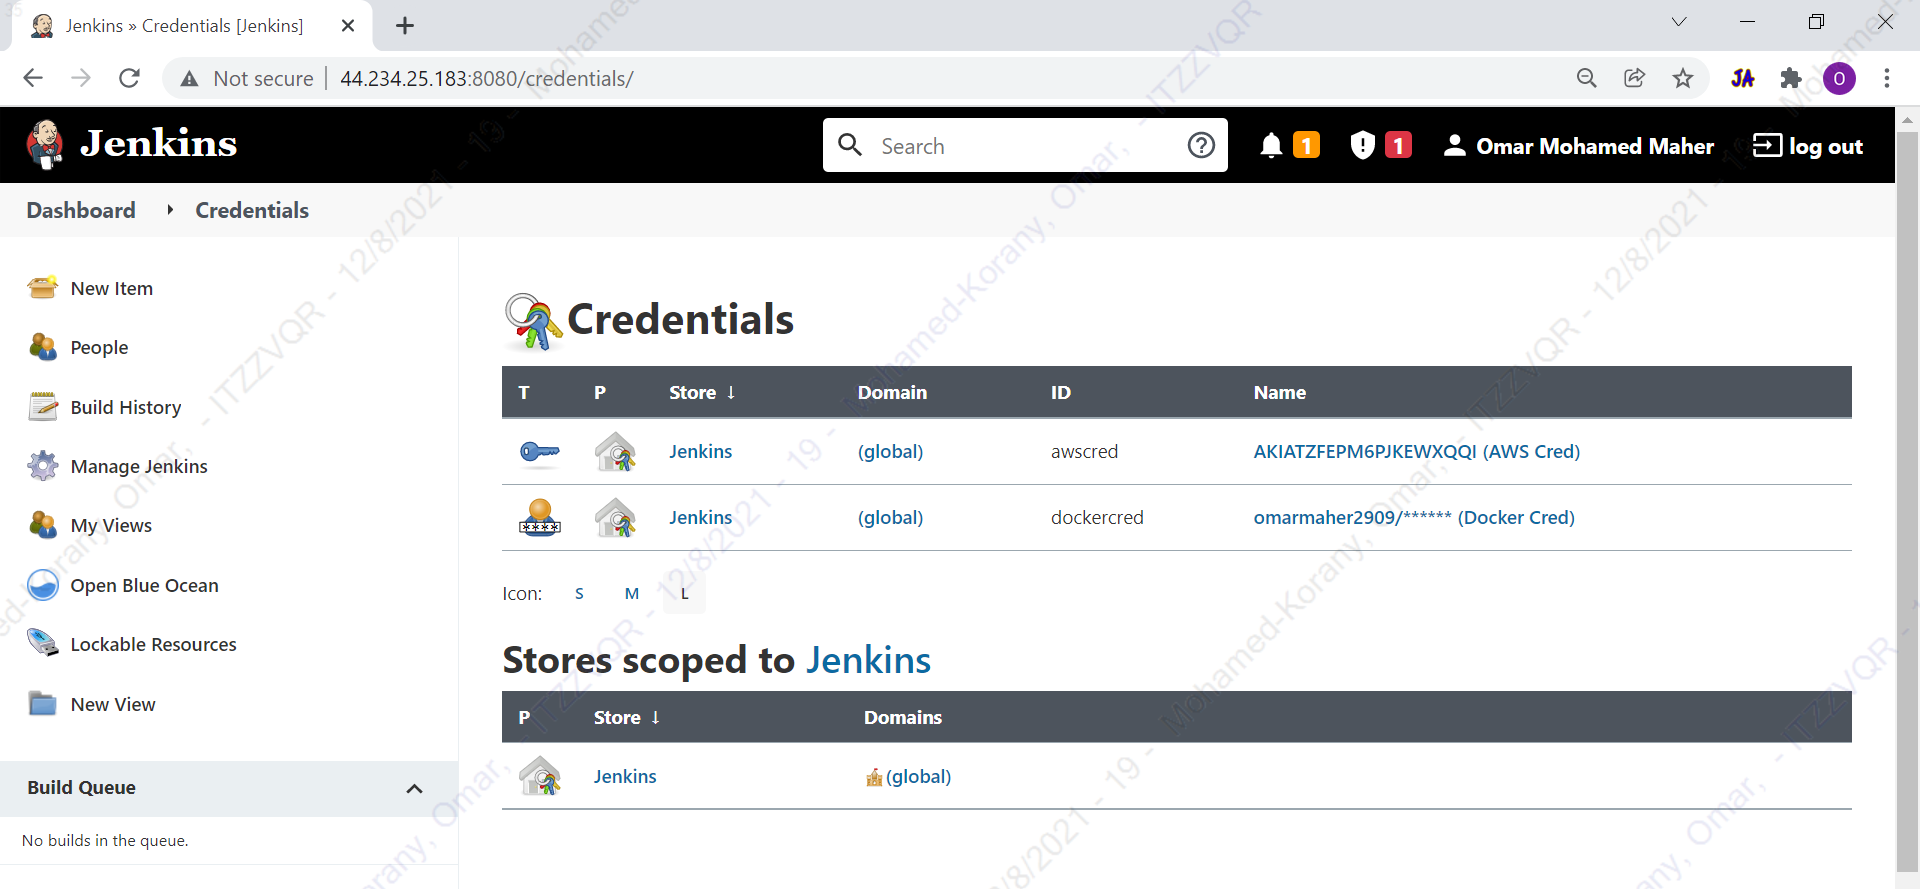 Jenkins » Credentials [Jenkins]
Not secure 44.234.25.183:8080/credentials/
JA
O
Jenkins
Search
1
1
Omar Mohamed Maher
log out
Dashboard
Credentials
New Item
People
Build History
Manage Jenkins
My Views
Open Blue Ocean
Lockable Resources
New View
Build Queue
No builds in the queue.
Credentials
T P Store ↓ Domain ID Name
Jenkins (global) awscred AKIATZFEPM6PJKEWXQQI (AWS Cred)
Jenkins (global) dockercred omarmaher2909/****** (Docker Cred)
Icon: S M L
Stores scoped to Jenkins
P Store ↓ Domains
Jenkins (global)
Mohamed-Korany, Omar, - ITZZVQR - 12/8/2021 - 19